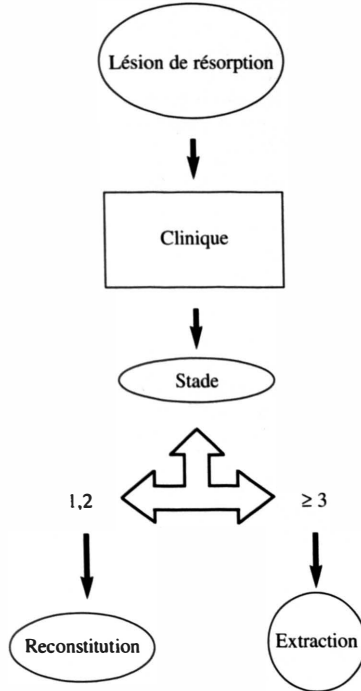 Lésion de résorption
Clinique
Stade
1,2
≥ 3
Reconstitution
Extraction